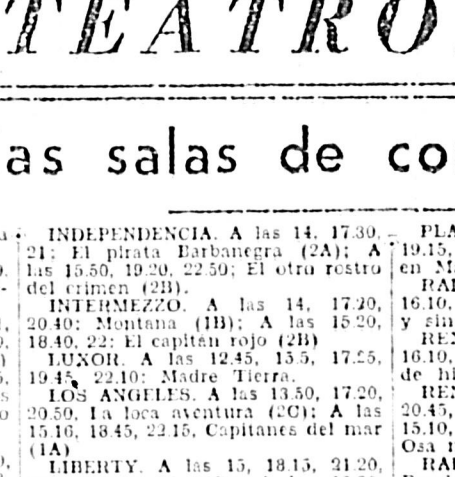 TEATRO
as salas de co
INDEPENDENCIA. A las 14, 17.30,
21: El pirata Barbanegra (2A); A
las 15.50, 19.20, 22.50; El otro rostro
del crimen (2B).
INTERMEZZO. A las 14, 17.20,
20.40: Montana (1B); A las 15.20,
18.40, 22: El capitán rojo (2B)
LUXOR. A las 12.45, 15.5, 17.25,
19.45, 22.10: Madre Tierra.
LOS ANGELES. A las 13.50, 17.20,
20.50, La loca aventura (2C): A las
15.16, 18.45, 22.15, Capitanes del mar
(1A)
LIBERTY. A las 15, 18.15, 21.20,
PLA
19.15,
en M
RA
16.10,
y sin
RE
16.10,
de hi
RE
20.45,
15.10,
Osa m
RA